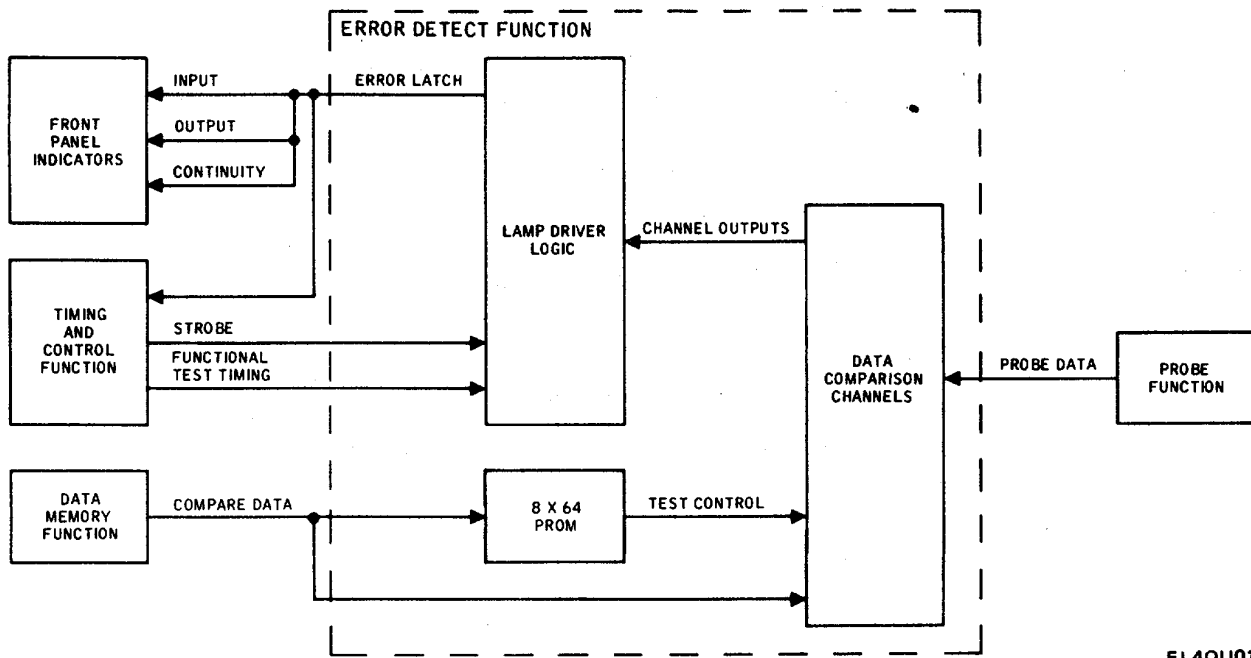 ERROR DETECT FUNCTION
FRONT
PANEL
INDICATORS
INPUT
OUTPUT
CONTINUITY
ERROR LATCH
LAMP DRIVER
LOGIC
CHANNEL OUTPUTS
TIMING
AND
CONTROL
FUNCTION
STROBE
FUNCTIONAL
TEST TIMING
DATA
COMPARISON
CHANNELS
PROBE DATA
PROBE
FUNCTION
DATA
MEMORY
FUNCTION
COMPARE DATA
8 X 64
PROM
TEST CONTROL